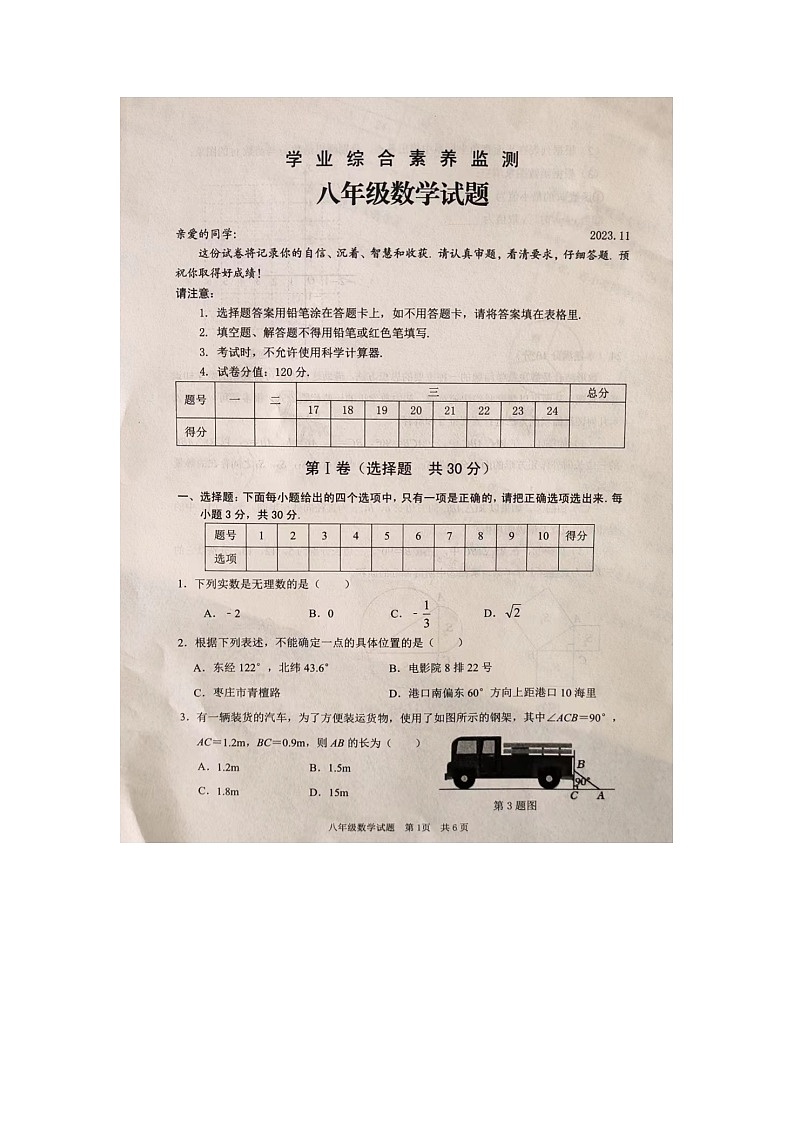 学业综合素养监测
八年级数学试题
亲爱的同学： 2023.11
这份试卷将记录你的自信、沉着、智慧和收获. 请认真审题，看清要求，仔细答题. 预
祝你取得好成绩！
请注意：
1. 选择题答案用铅笔涂在答题卡上，如不用答题卡，请将答案填在表格里.
2. 填空题、解答题不得用铅笔或红色笔填写.
3. 考试时，不允许使用科学计算器.
4. 试卷分值：120分.
题号 一 二 三 总分
17 18 19 20 21 22 23 24
得分
第Ⅰ卷（选择题 共30分）
一、选择题：下面每小题给出的四个选项中，只有一项是正确的，请把正确选项选出来. 每
小题3分，共30分.
题号 1 2 3 4 5 6 7 8 9 10 得分
选项
1. 下列实数是无理数的是（ ）
A. －2 B. 0 C. －1/3 D. √2
2. 根据下列表述，不能确定一点的具体位置的是（ ）
A. 东经122°，北纬43.6° B. 电影院8排22号
C. 枣庄市青檀路 D. 港口南偏东60°方向上距港口10海里
3. 有一辆装货的汽车，为了方便装运货物，使用了如图所示的钢架，其中∠ACB＝90°，
AC＝1.2m，BC＝0.9m，则AB的长为（ ）
A. 1.2m B. 1.5m
C. 1.8m D. 15m
B
90°
C A
第3题图
八年级数学试题 第1页 共6页